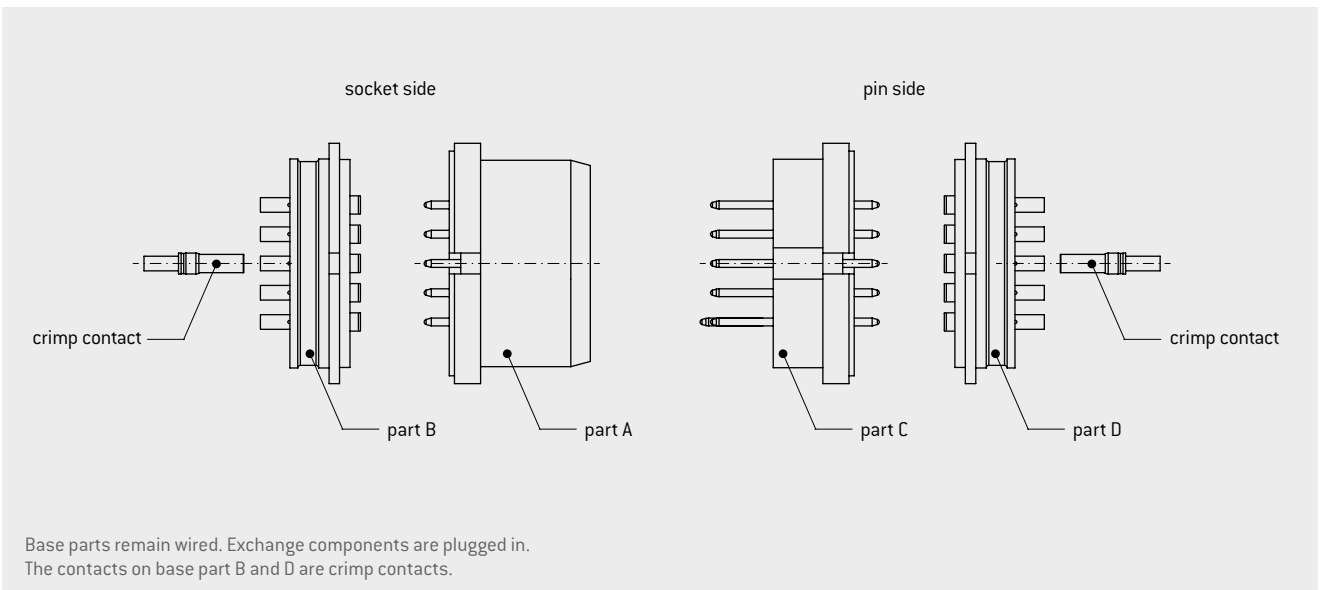 socket side
pin side
crimp contact
crimp contact
part B
part A
part C
part D
Base parts remain wired. Exchange components are plugged in.
The contacts on base part B and D are crimp contacts.